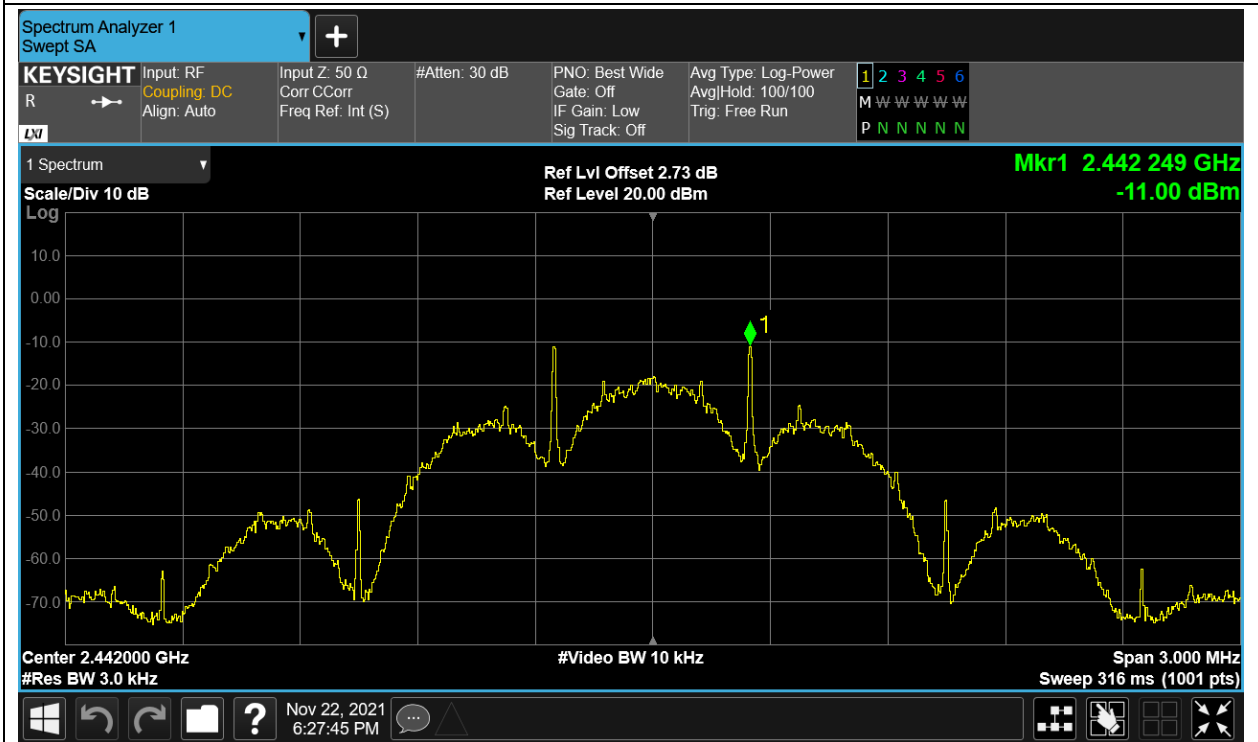 Spectrum Analyzer 1
Swept SA
KEYSIGHT Input: RF Input Z: 50 Ω #Atten: 30 dB PNO: Best Wide Avg Type: Log-Power 1 2 3 4 5 6
R Coupling: DC Corr CCorr Gate: Off Avg|Hold: 100/100 M W W W W W
Align: Auto Freq Ref: Int (S) IF Gain: Low Trig: Free Run
LXI Sig Track: Off P N N N N N
1 Spectrum Ref Lvl Offset 2.73 dB Mkr1 2.442 249 GHz
Scale/Div 10 dB Ref Level 20.00 dBm -11.00 dBm
Log
10.0
0.00
1
-10.0
-20.0
-30.0
-40.0
-50.0
-60.0
-70.0
Center 2.442000 GHz #Video BW 10 kHz Span 3.000 MHz
#Res BW 3.0 kHz Sweep 316 ms (1001 pts)
? Nov 22, 2021
6:27:45 PM